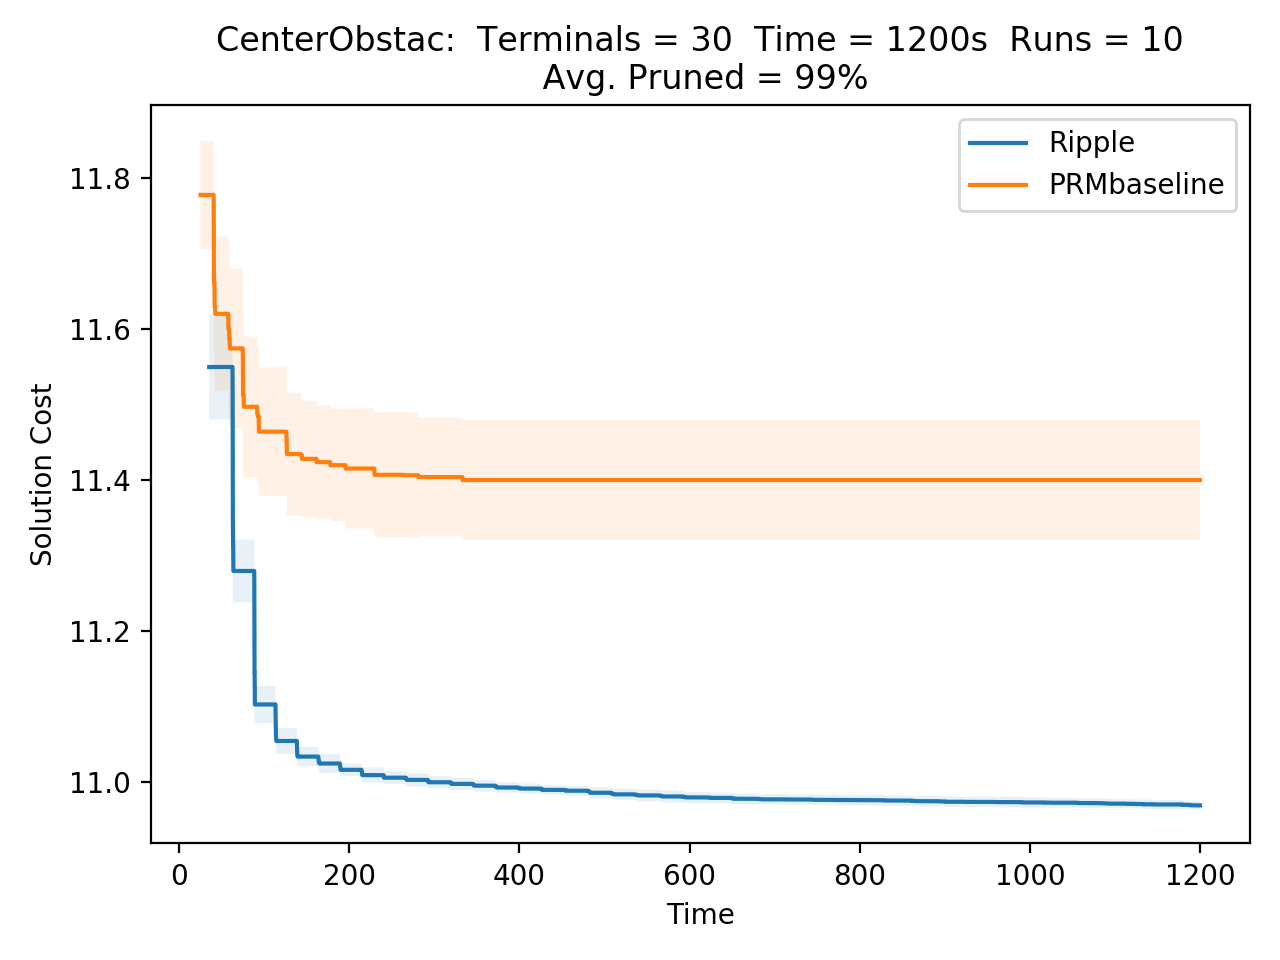 CenterObstac: Terminals = 30 Time = 1200s Runs = 10
Avg. Pruned = 99%
Ripple
PRMbaseline
11.8
11.6
11.4
11.2
11.0
Solution Cost
0 200 400 600 800 1000 1200
Time